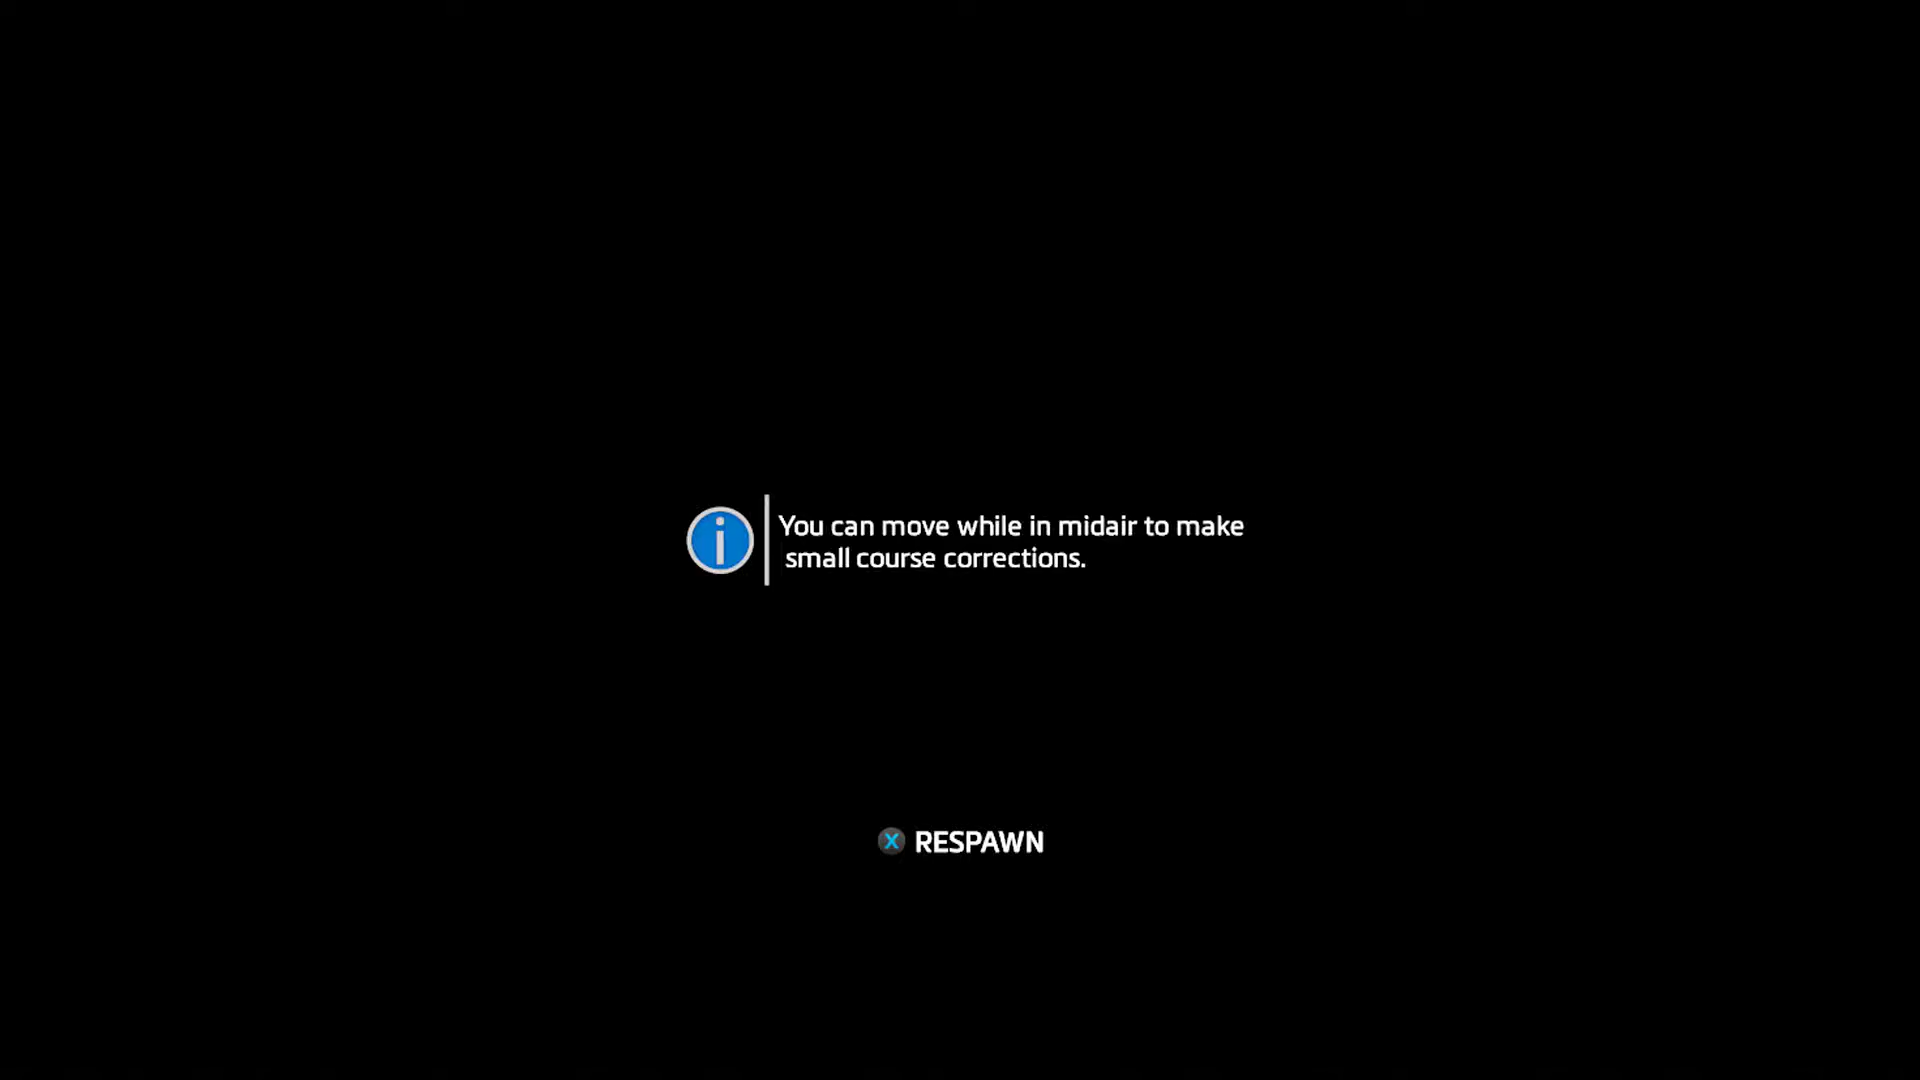 You can move while in midair to make
small course corrections.
X RESPAWN